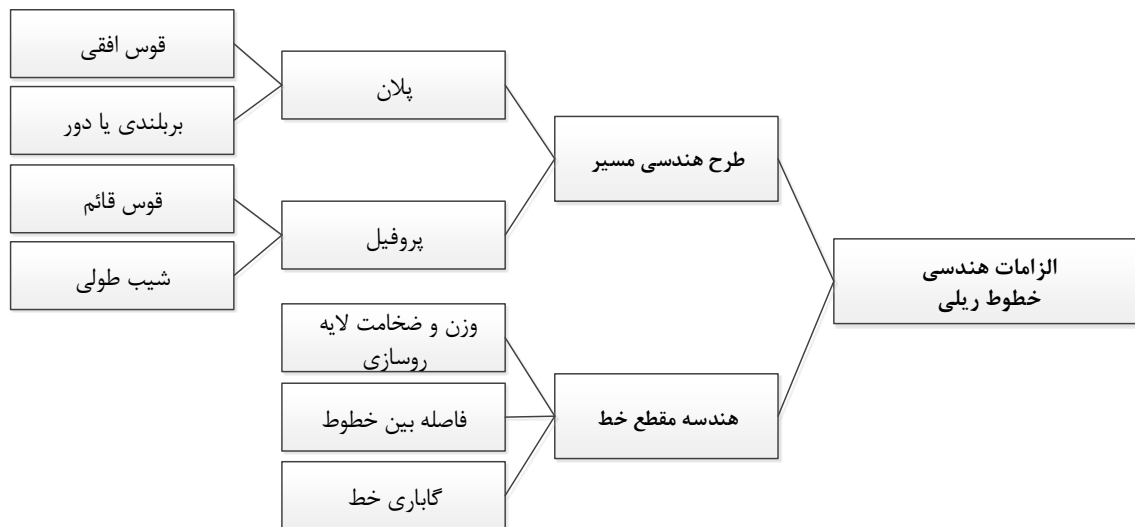 الزامات هندسی
خطوط ریلی
طرح هندسی مسیر
پلان
قوس افقی
بربلندی یا دور
پروفیل
قوس قائم
شیب طولی
هندسه مقطع خط
وزن و ضخامت لایه
روسازی
فاصله بین خطوط
گاباری خط